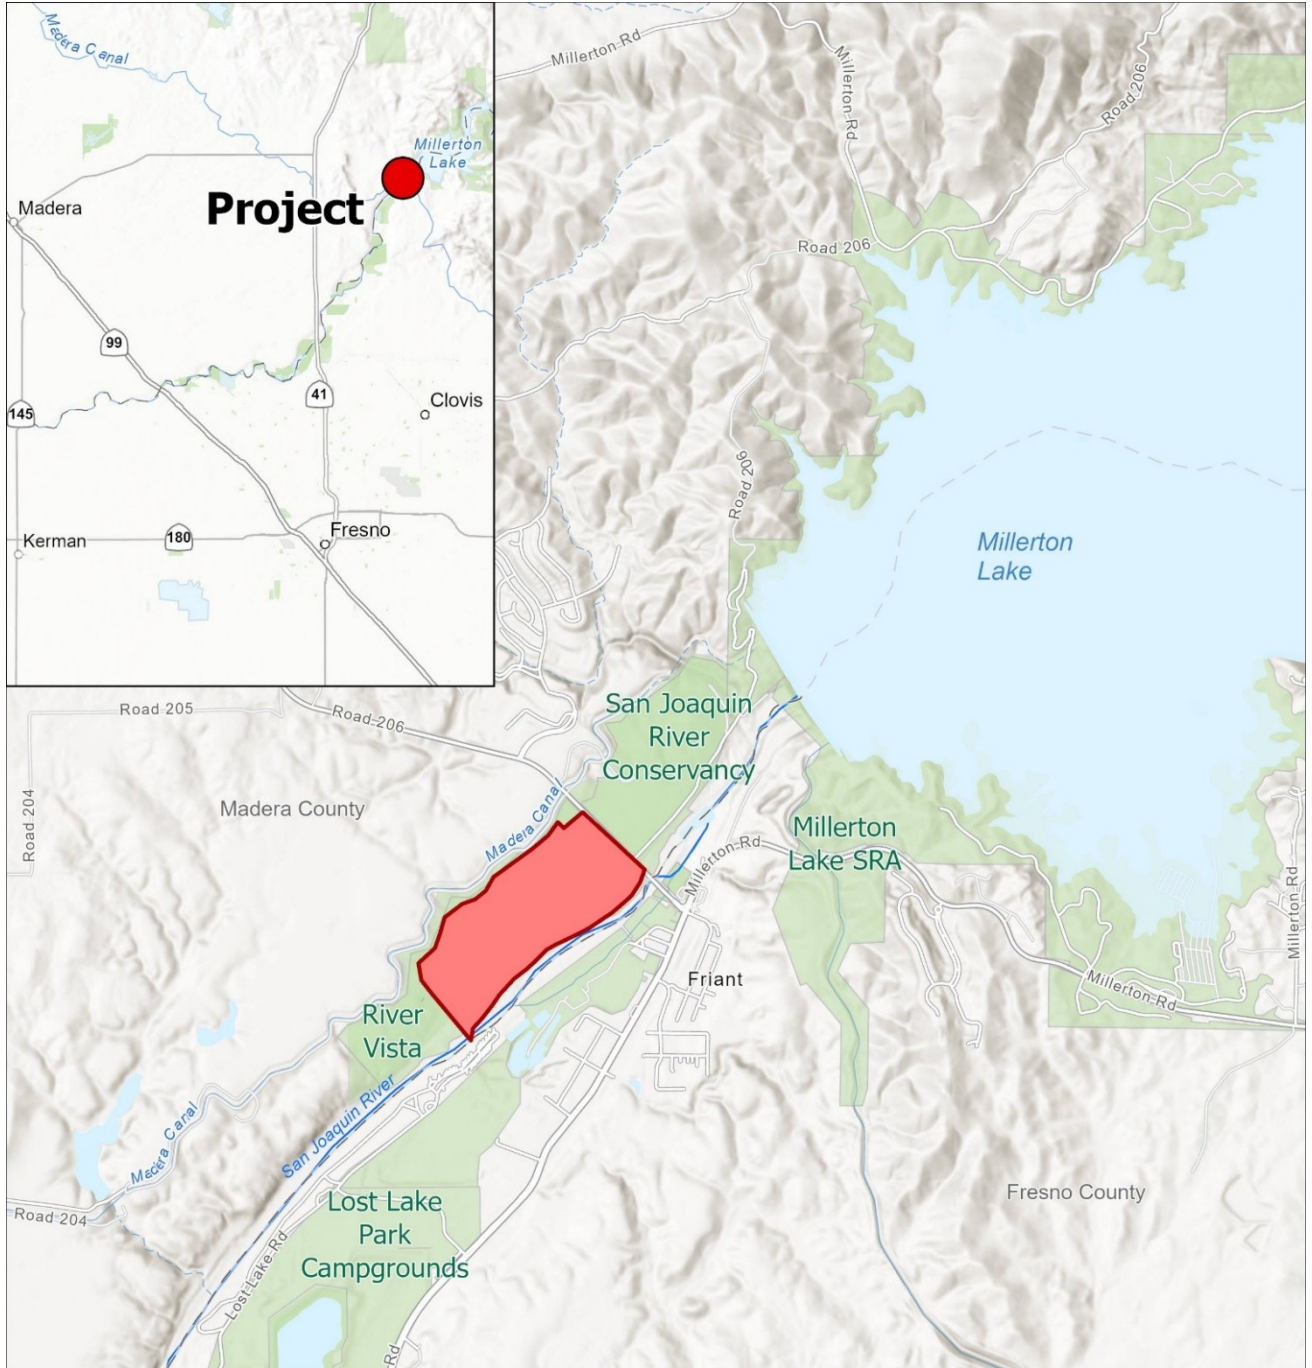 Madera Canal
Millerton
Lake
Project
Madera
99
41
145
Clovis
180
Fresno
Kerman
Millerton Rd
Millerton Rd
Road 206
Road 206
Road 206
Millerton
Lake
Road 205
Road 206
Road 204
San Joaquin
River
Conservancy
Madera County
Madera Canal
Millerton Rd
Millerton
Lake SRA
Millerton Rd
Millerton Rd
Friant
River
Vista
San Joaquin River
Madera Canal
Road 204
Lost Lake
Park
Campgrounds
Lost Lake Rd
Fresno County
Rd